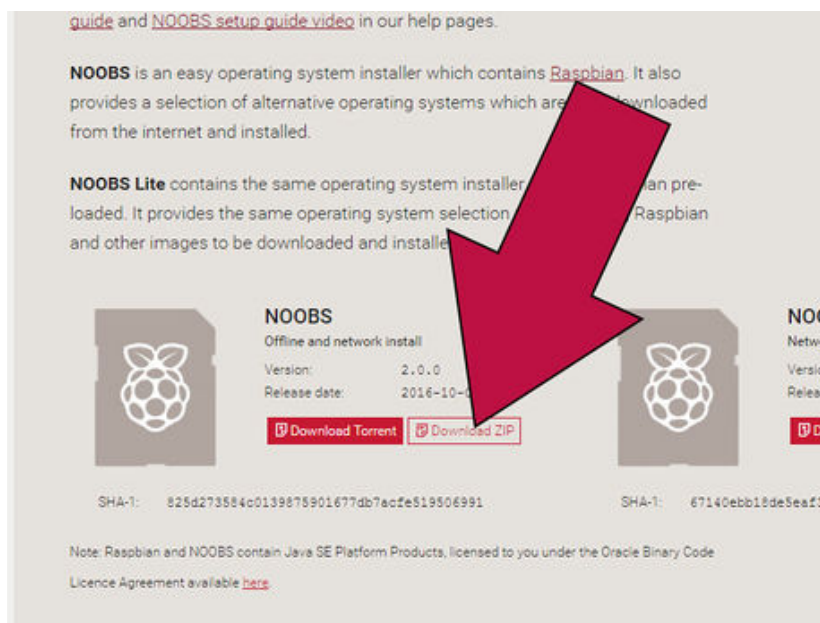 guide and NOOBS setup guide video in our help pages.
NOOBS is an easy operating system installer which contains Raspbian. It also
provides a selection of alternative operating systems which are downloaded
from the internet and installed.
NOOBS Lite contains the same operating system installer pre-
loaded. It provides the same operating system selection Raspbian
and other images to be downloaded and
NOOBS
Offline and network install
Version: 2.0.0
Release date: 2016-10-
Download Torrent Download ZIP
SHA-1: 825d273584c0139875901677db7acfe519506991
SHA-1:
Note: Raspbian and NOOBS contain Java SE Platform Products, licensed to you under the Oracle Binary Code
Licence Agreement available here.